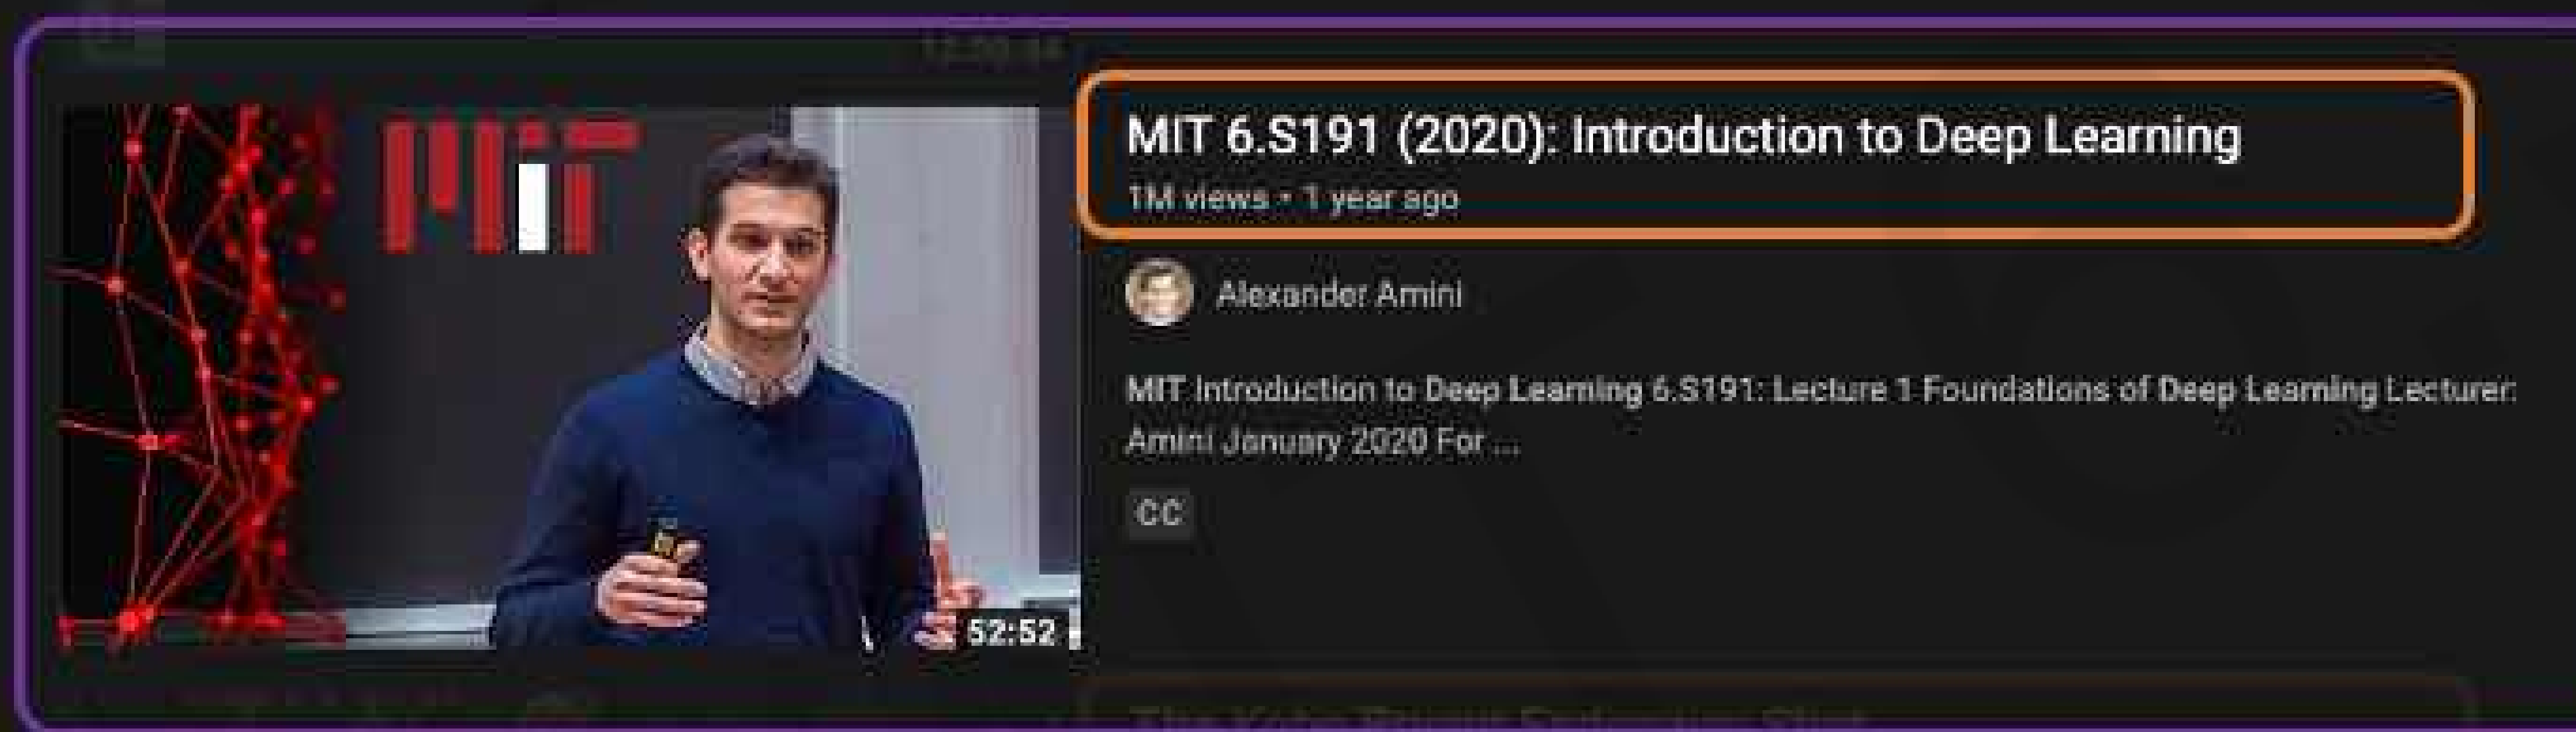 MIT
MIT 6.S191 (2020): Introduction to Deep Learning
1M views • 1 year ago
Alexander Amini
MIT Introduction to Deep Learning 6.S191: Lecture 1 Foundations of Deep Learning Lecturer:
Amini January 2020 For ...
CC
52:52